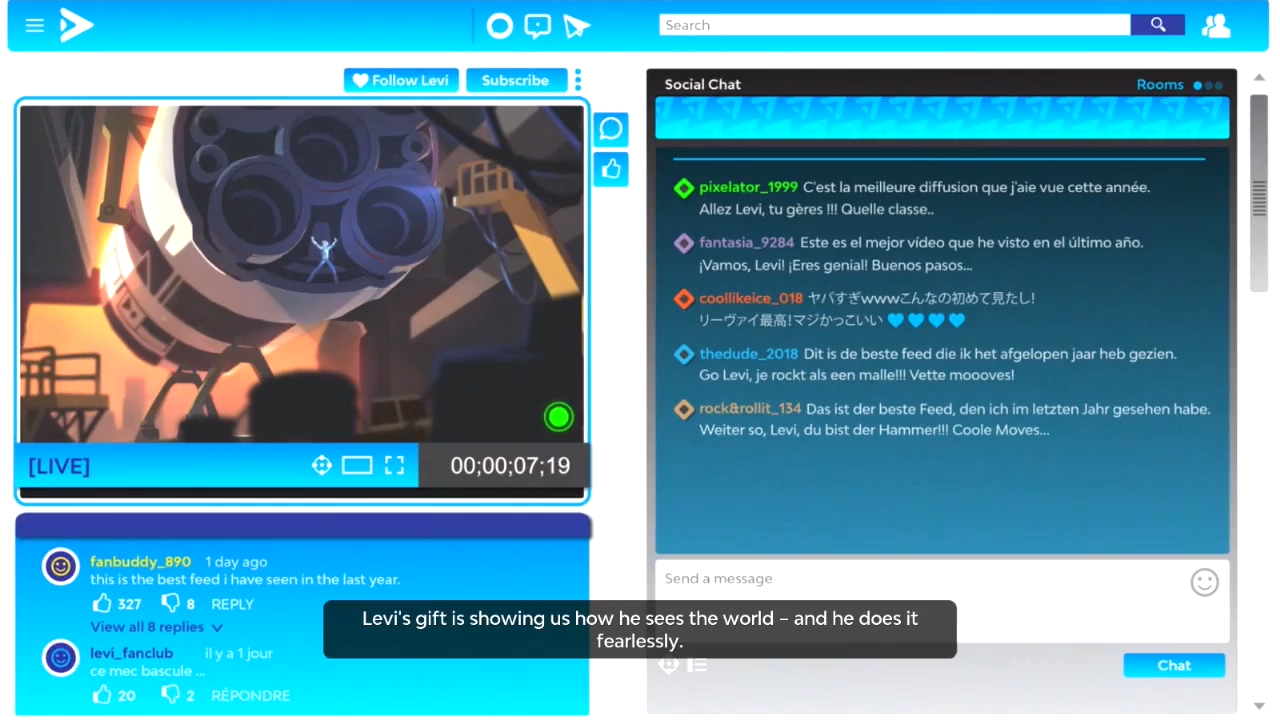 Search
Follow Levi
Subscribe
[LIVE]
00;00;07;19
fanbuddy_890 1 day ago
this is the best feed i have seen in the last year.
327 8 REPLY
View all 8 replies
levi_fanclub il y a 1 jour
ce mec bascule ...
20 2 RÉPONDRE
Social Chat
Rooms
pixelator_1999 C'est la meilleure diffusion que j'aie vue cette année.
Allez Levi, tu gères !!! Quelle classe..
fantasia_9284 Este es el mejor vídeo que he visto en el último año.
¡Vamos, Levi! ¡Eres genial! Buenos pasos...
coollikeice_018 ヤバすぎwwwこんなの初めて見たし!
リーヴァイ最高!マジかっこいい
thedude_2018 Dit is de beste feed die ik het afgelopen jaar heb gezien.
Go Levi, je rockt als een malle!!! Vette moooves!
rock&rollit_134 Das ist der beste Feed, den ich im letzten Jahr gesehen habe.
Weiter so, Levi, du bist der Hammer!!! Coole Moves...
Send a message
Chat
Levi's gift is showing us how he sees the world – and he does it
fearlessly.